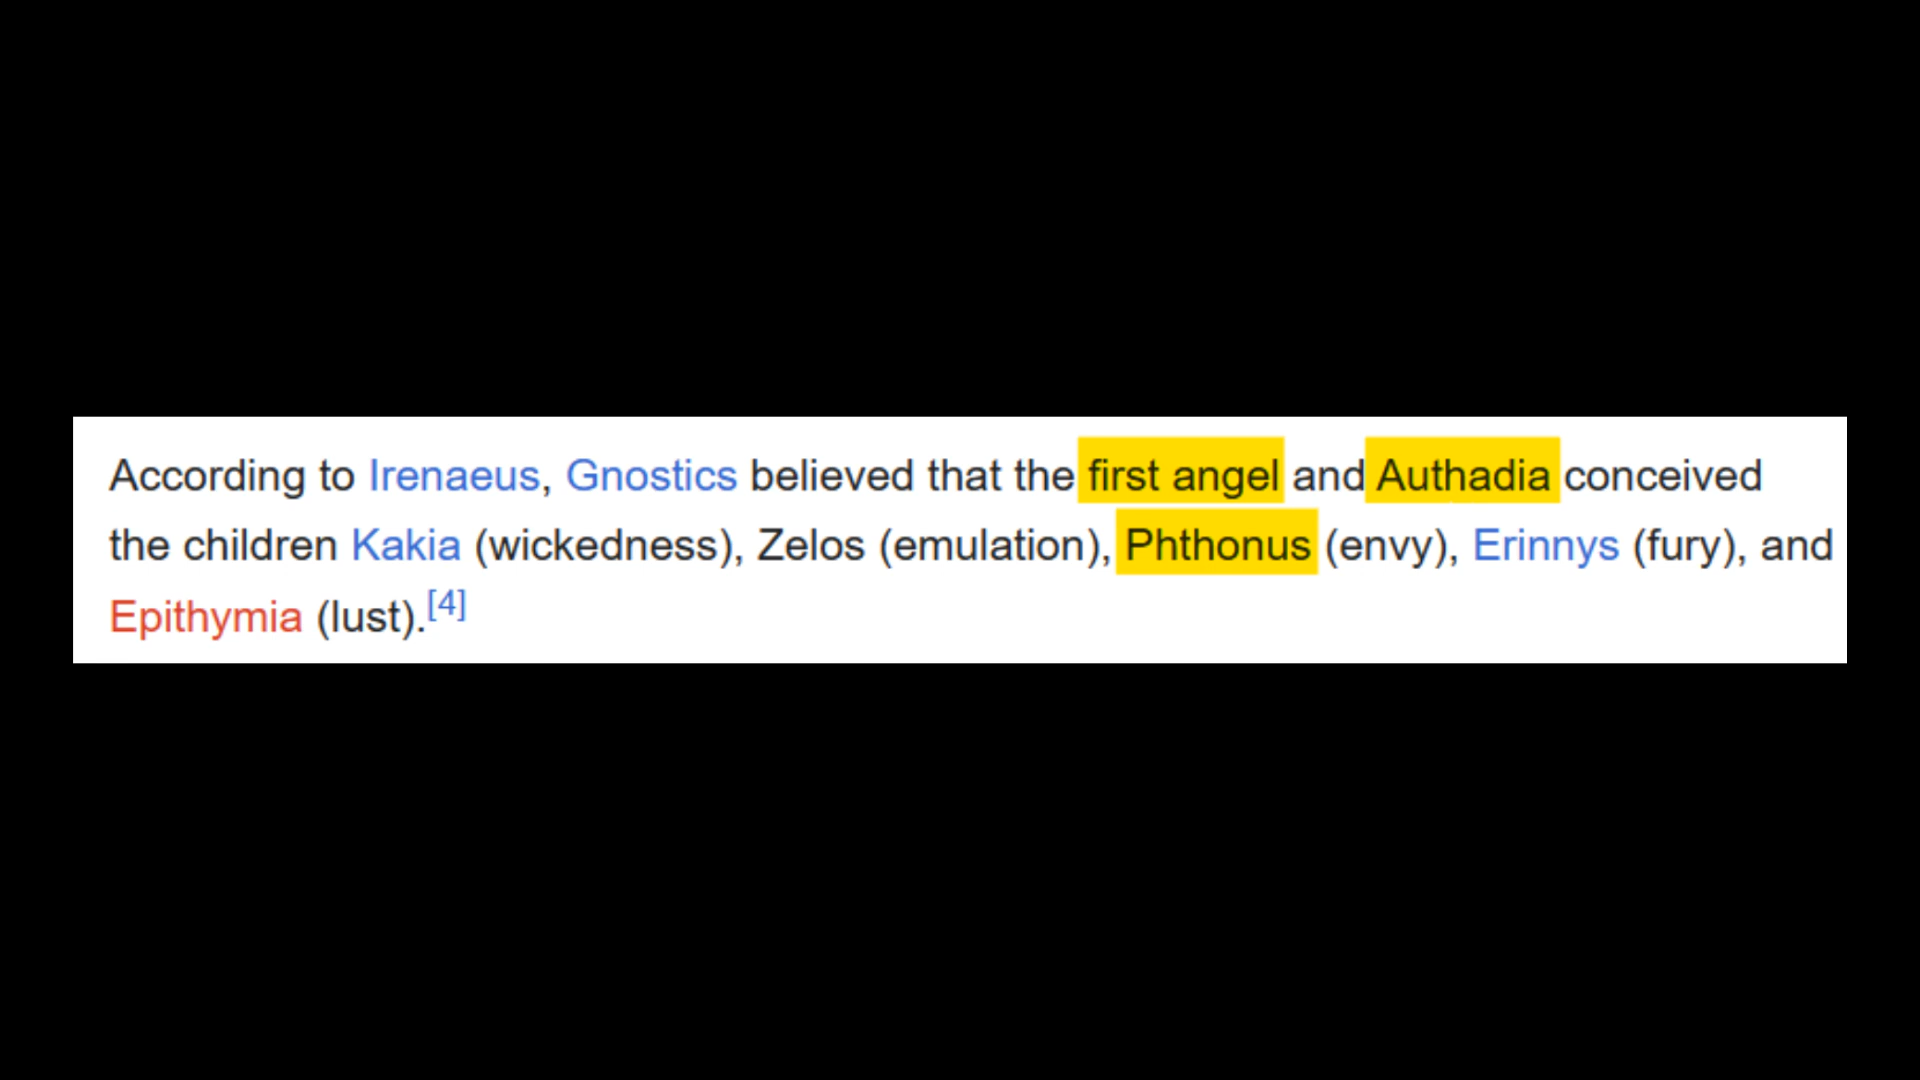 According to Irenaeus, Gnostics believed that the first angel and Authadia conceived
the children Kakia (wickedness), Zelos (emulation), Phthonus (envy), Erinnys (fury), and
Epithymia (lust).[4]